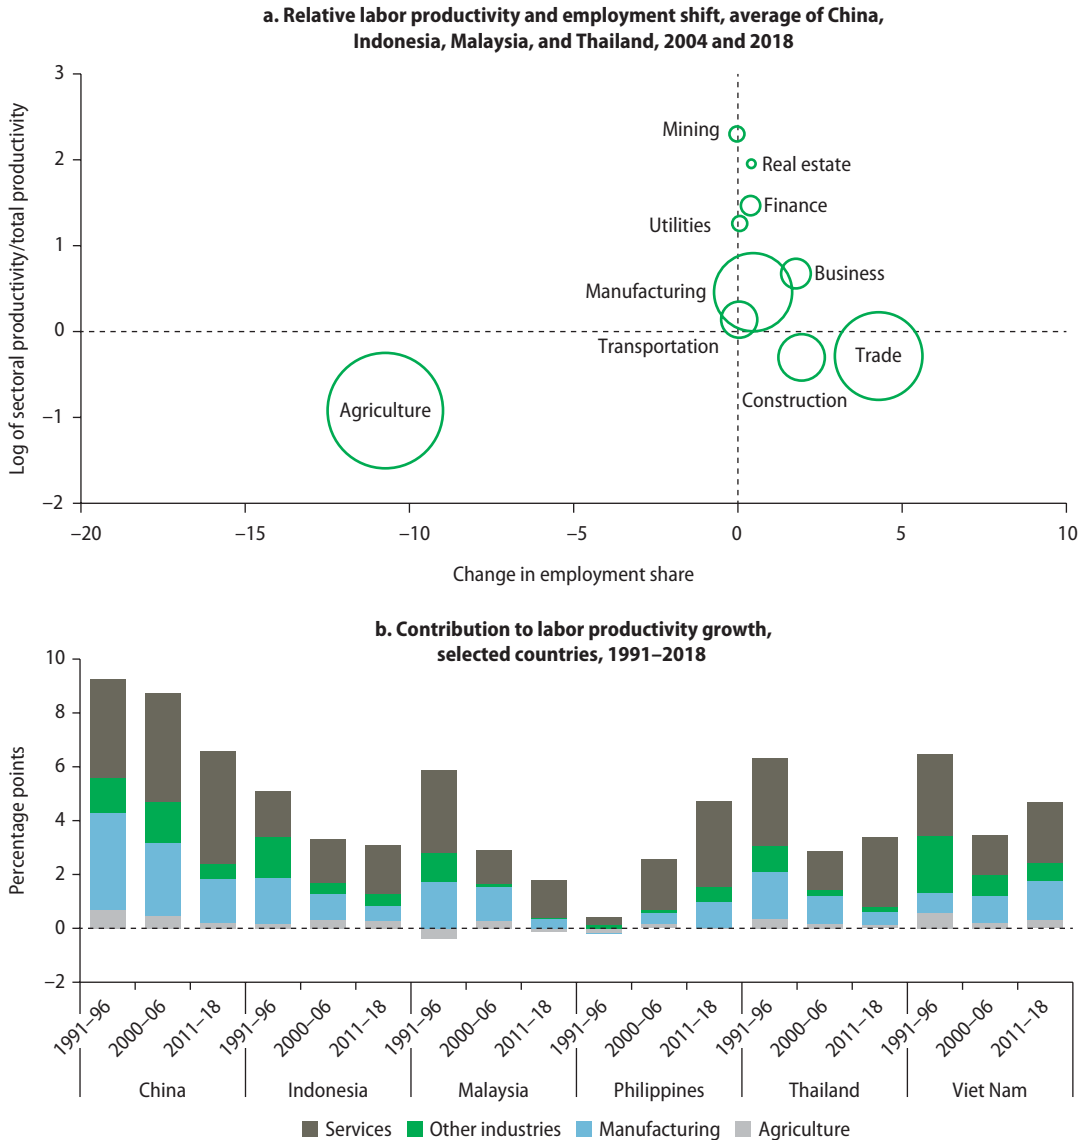 a. Relative labor productivity and employment shift, average of China,
Indonesia, Malaysia, and Thailand, 2004 and 2018
Log of sectoral productivity/total productivity
3
2
1
0
−1
−2
Mining
Real estate
Finance
Utilities
Business
Manufacturing
Transportation
Trade
Construction
Agriculture
−20
−15
−10
−5
0
5
10
Change in employment share
b. Contribution to labor productivity growth,
selected countries, 1991–2018
Percentage points
10
8
6
4
2
0
−2
1991–96
2000–06
2011–18
1991–96
2000–06
2011–18
1991–96
2000–06
2011–18
1991–96
2000–06
2011–18
1991–96
2000–06
2011–18
1991–96
2000–06
2011–18
China
Indonesia
Malaysia
Philippines
Thailand
Viet Nam
Services
Other industries
Manufacturing
Agriculture